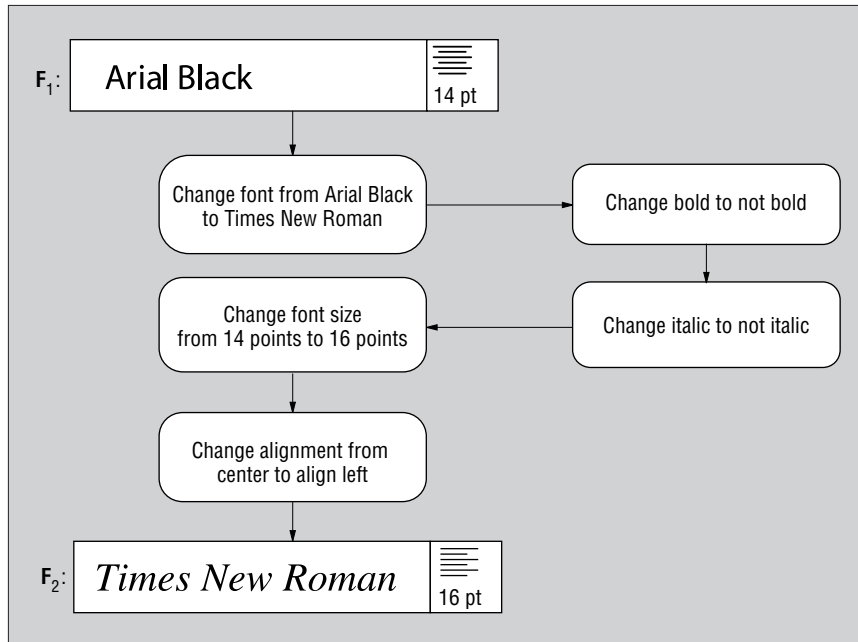 F₁:
Arial Black
14 pt
Change font from Arial Black
to Times New Roman
Change bold to not bold
Change italic to not italic
Change font size
from 14 points to 16 points
Change alignment from
center to align left
F₂:
Times New Roman
16 pt